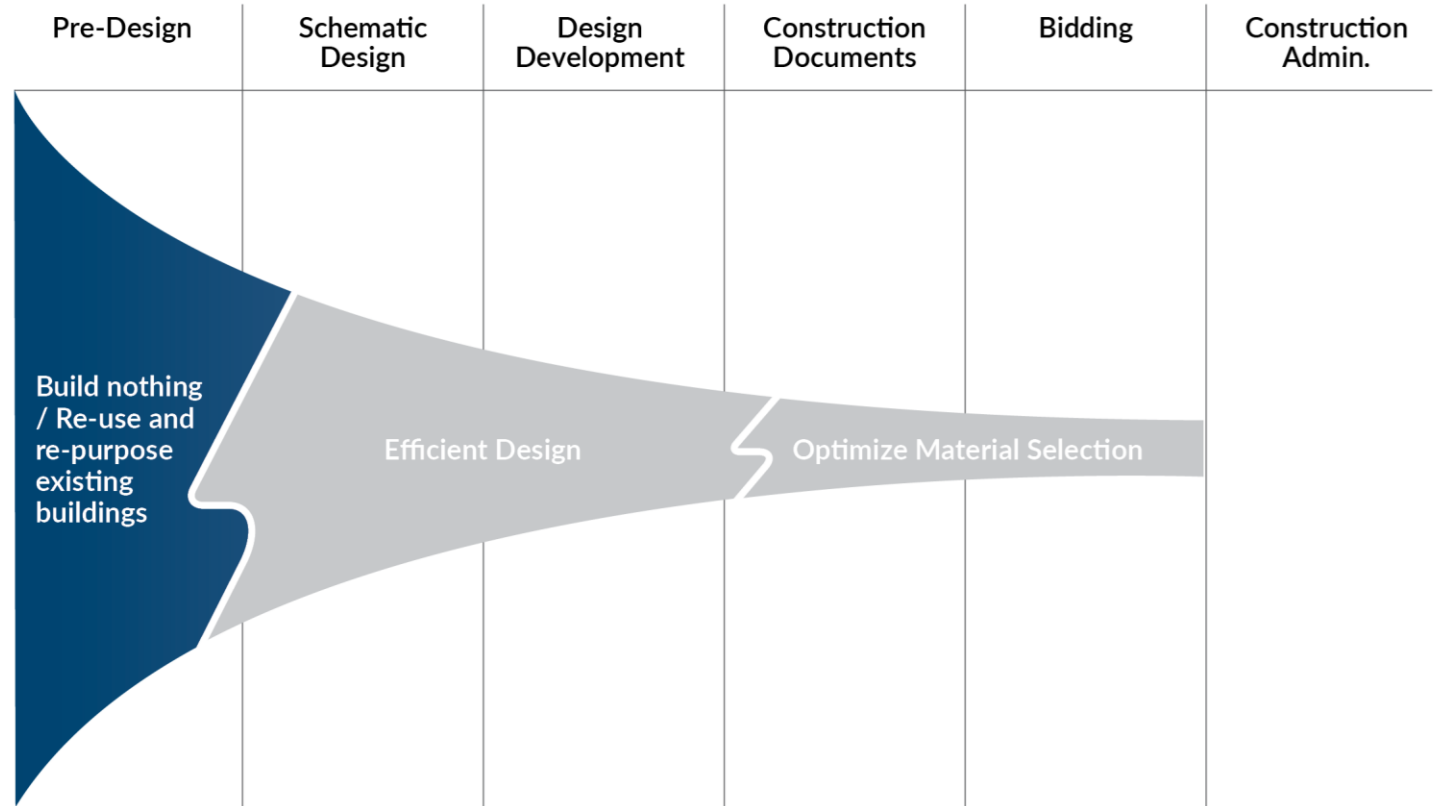 Pre-Design
Schematic
Design
Design
Development
Construction
Documents
Bidding
Construction
Admin.
Build nothing
/ Re-use and
re-purpose
existing
buildings
Efficient Design
Optimize Material Selection